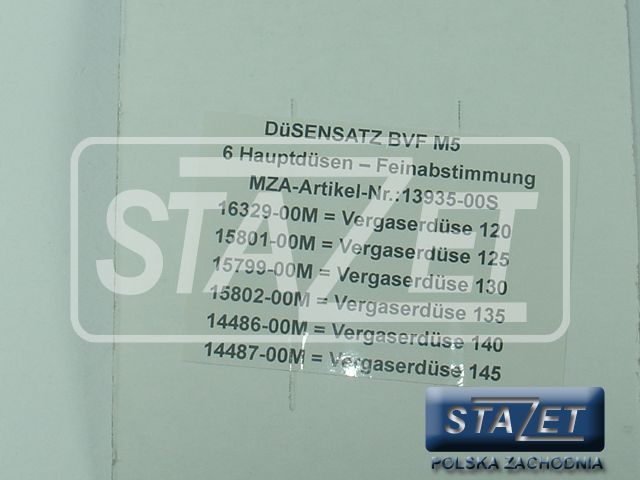 DüSENSATZ BVF M5
6 Hauptdüsen – Feinabstimmung
MZA-Artikel-Nr.:13935-00S
16329-00M = Vergaserdüse 120
15801-00M = Vergaserdüse 125
15799-00M = Vergaserdüse 130
15802-00M = Vergaserdüse 135
14486-00M = Vergaserdüse 140
14487-00M = Vergaserdüse 145
STAZET
STAZET
POLSKA ZACHODNIA